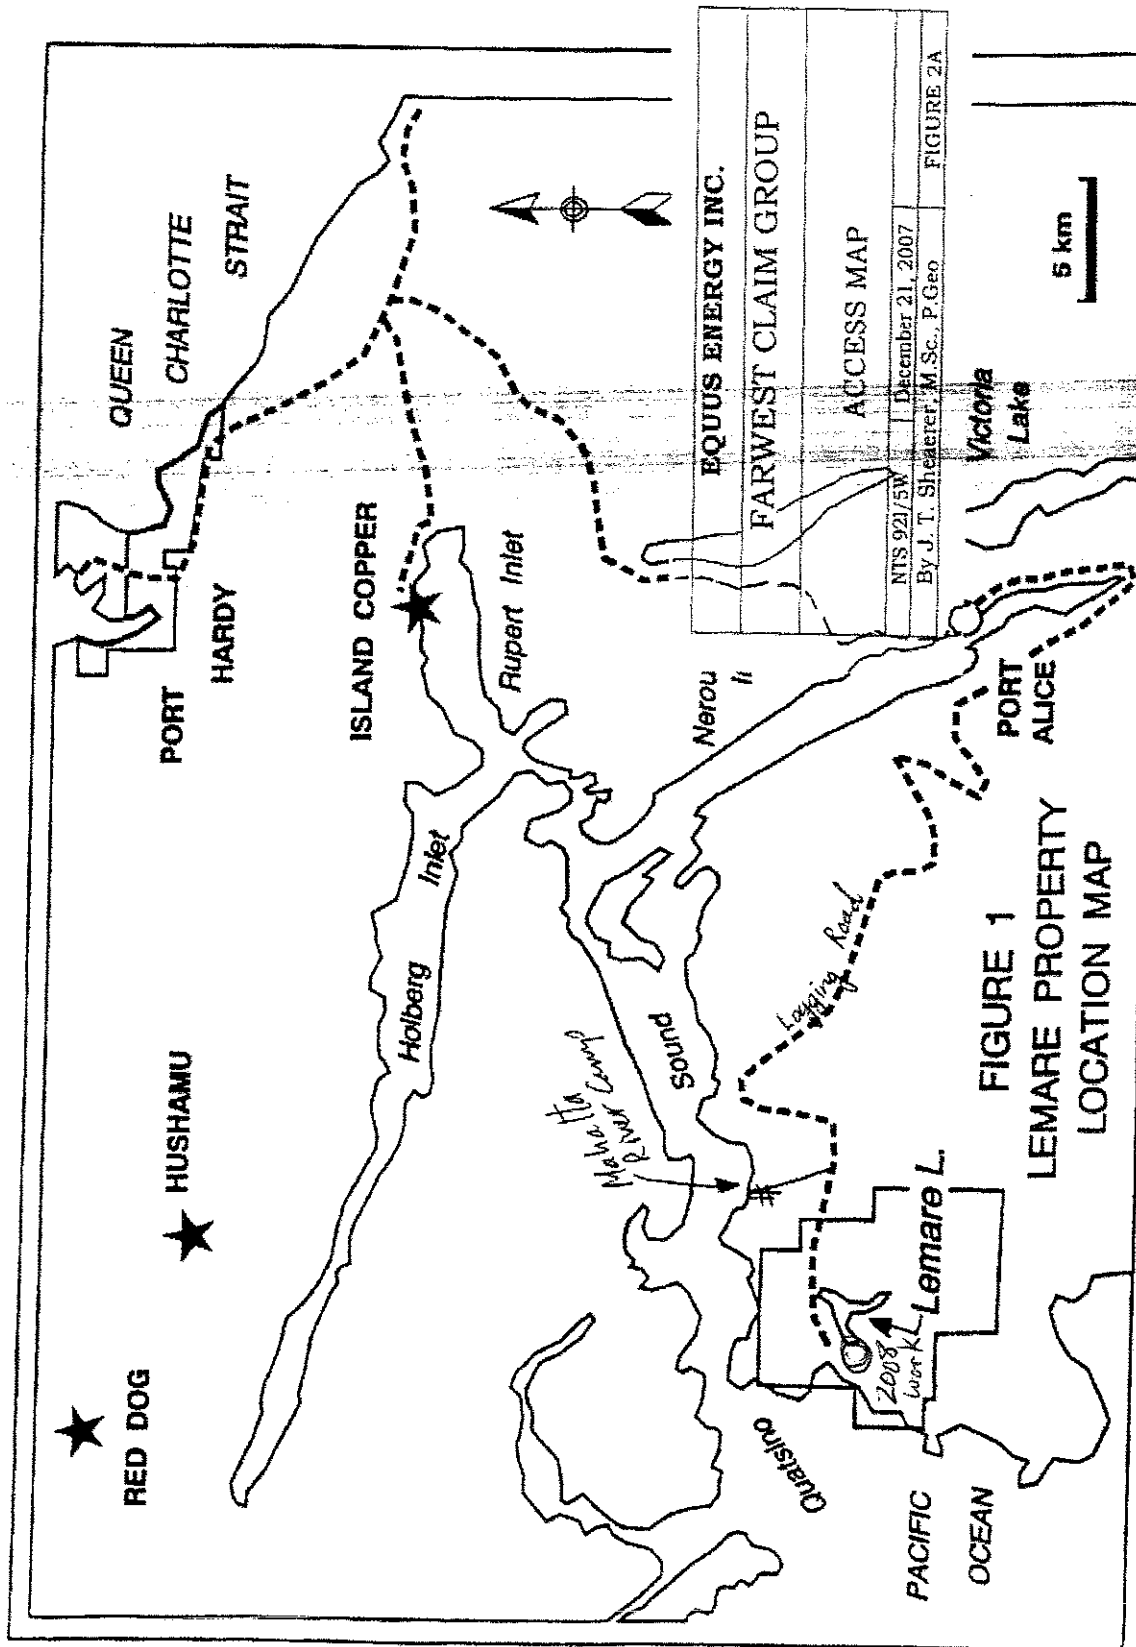 QUEEN
CHARLOTTE
STRAIT
PORT
HARDY
ISLAND COPPER
Rupert Inlet
HUSHAMU
RED DOG
Holberg
Inlet
Nerou
Mahatta
River Camp
Sound
Quatsino
Logging Road
PORT
ALICE
Victoria
Lake
2008
work
Lemare L.
PACIFIC
OCEAN
FIGURE 1
LEMARE PROPERTY
LOCATION MAP
EQUUS ENERGY INC.
FARWEST CLAIM GROUP
ACCESS MAP
NTS 92l/5W
December 21, 2007
By J. T. Shearer, M.Sc., P.Geo
FIGURE 2A
5 km